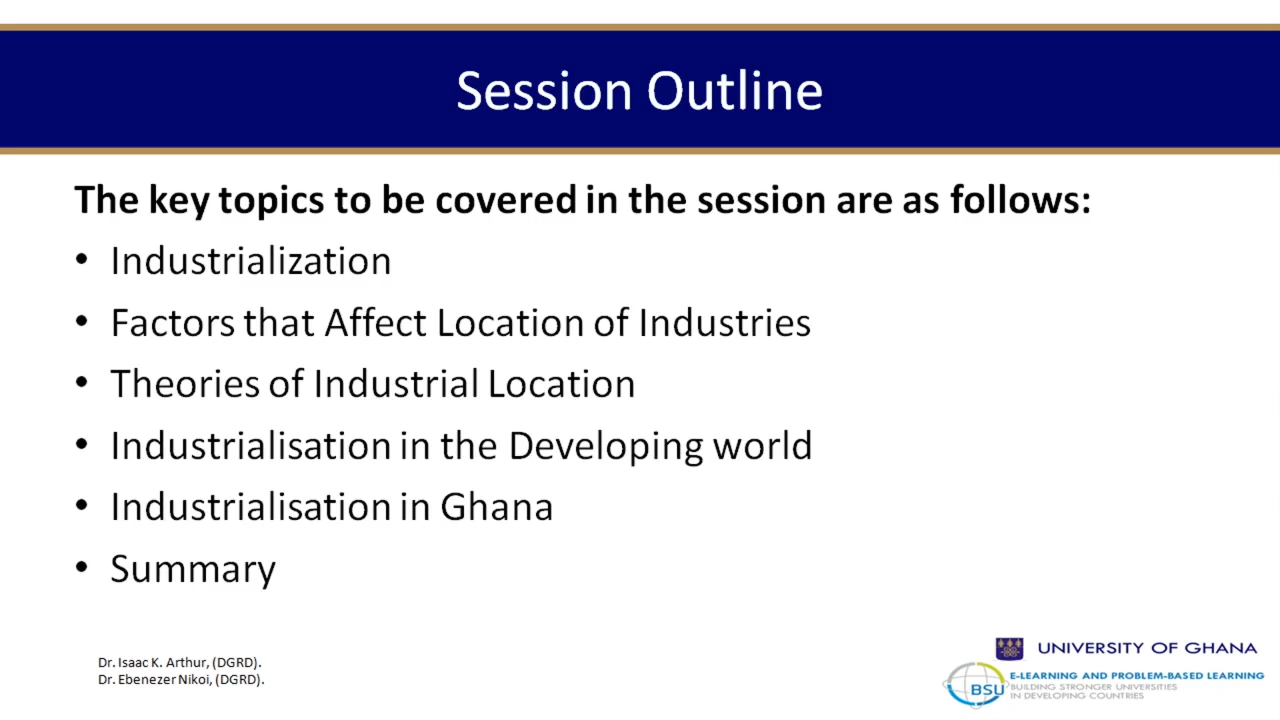 Session Outline
The key topics to be covered in the session are as follows:
• Industrialization
• Factors that Affect Location of Industries
• Theories of Industrial Location
• Industrialisation in the Developing world
• Industrialisation in Ghana
• Summary
Dr. Isaac K. Arthur, (DGRD).
Dr. Ebenezer Nikoi, (DGRD).
UNIVERSITY OF GHANA
BSU
E-LEARNING AND PROBLEM-BASED LEARNING
BUILDING STRONGER UNIVERSITIES
IN DEVELOPING COUNTRIES